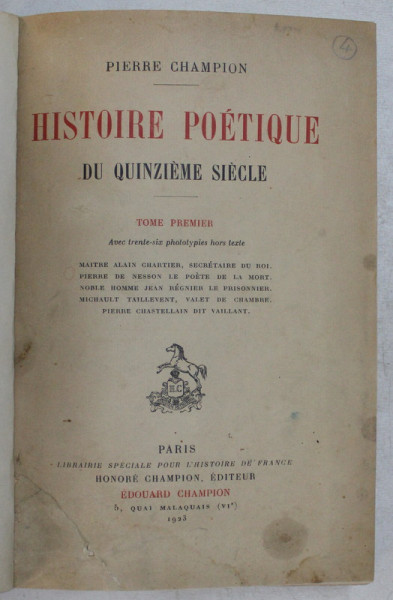 4
PIERRE CHAMPION
HISTOIRE POÉTIQUE
DU QUINZIÈME SIÈCLE
TOME PREMIER
Avec trente-six phototypies hors texte
MAITRE ALAIN CHARTIER, SECRÉTAIRE DU ROI.
PIERRE DE NESSON LE POÈTE DE LA MORT.
NOBLE HOMME JEAN RÉGNIER LE PRISONNIER.
MICHAULT TAILLEVENT, VALET DE CHAMBRE.
PIERRE CHASTELLAIN DIT VAILLANT.
H.C
PARIS
LIBRAIRIE SPÉCIALE POUR L'HISTOIRE DE FRANCE
HONORÉ CHAMPION, ÉDITEUR
ÉDOUARD CHAMPION
5, QUAI MALAQUAIS (VIe)
1923